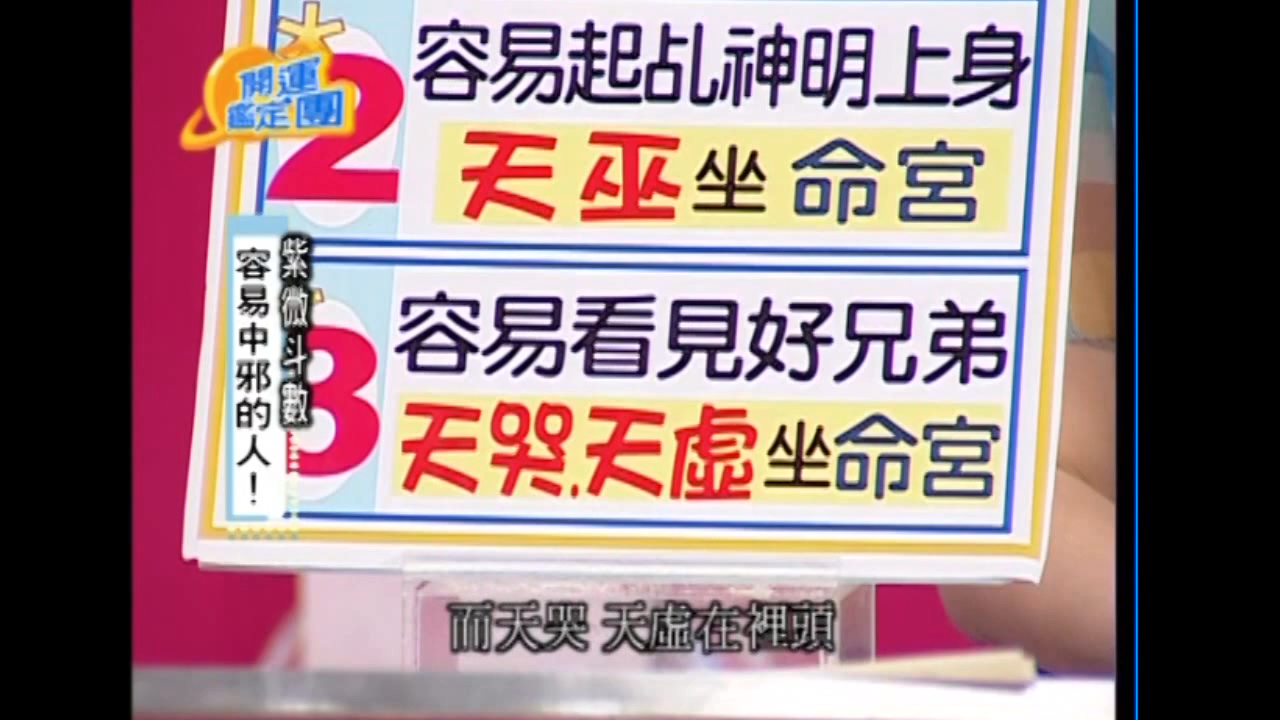 開運
鑑定團
2
容易起乩神明上身
天巫坐命宮
紫微斗數
容易中邪的人！
3
容易看見好兄弟
天哭.天虛坐命宮
而天哭 天虛在裡頭